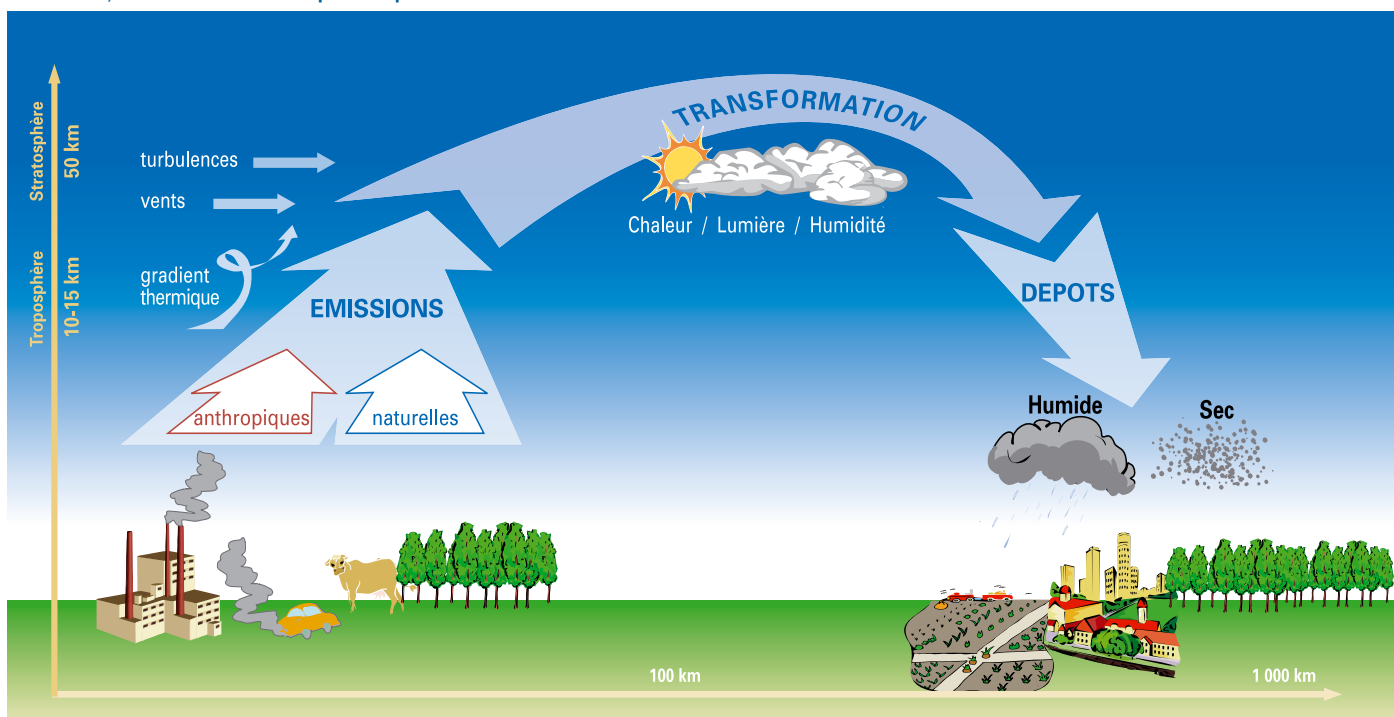 TRANSFORMATION
Stratosphère
50 km
turbulences
vents
Chaleur / Lumière / Humidité
gradient
thermique
Troposphère
10-15 km
EMISSIONS
DEPOTS
anthropiques
naturelles
Humide
Sec
100 km
1 000 km